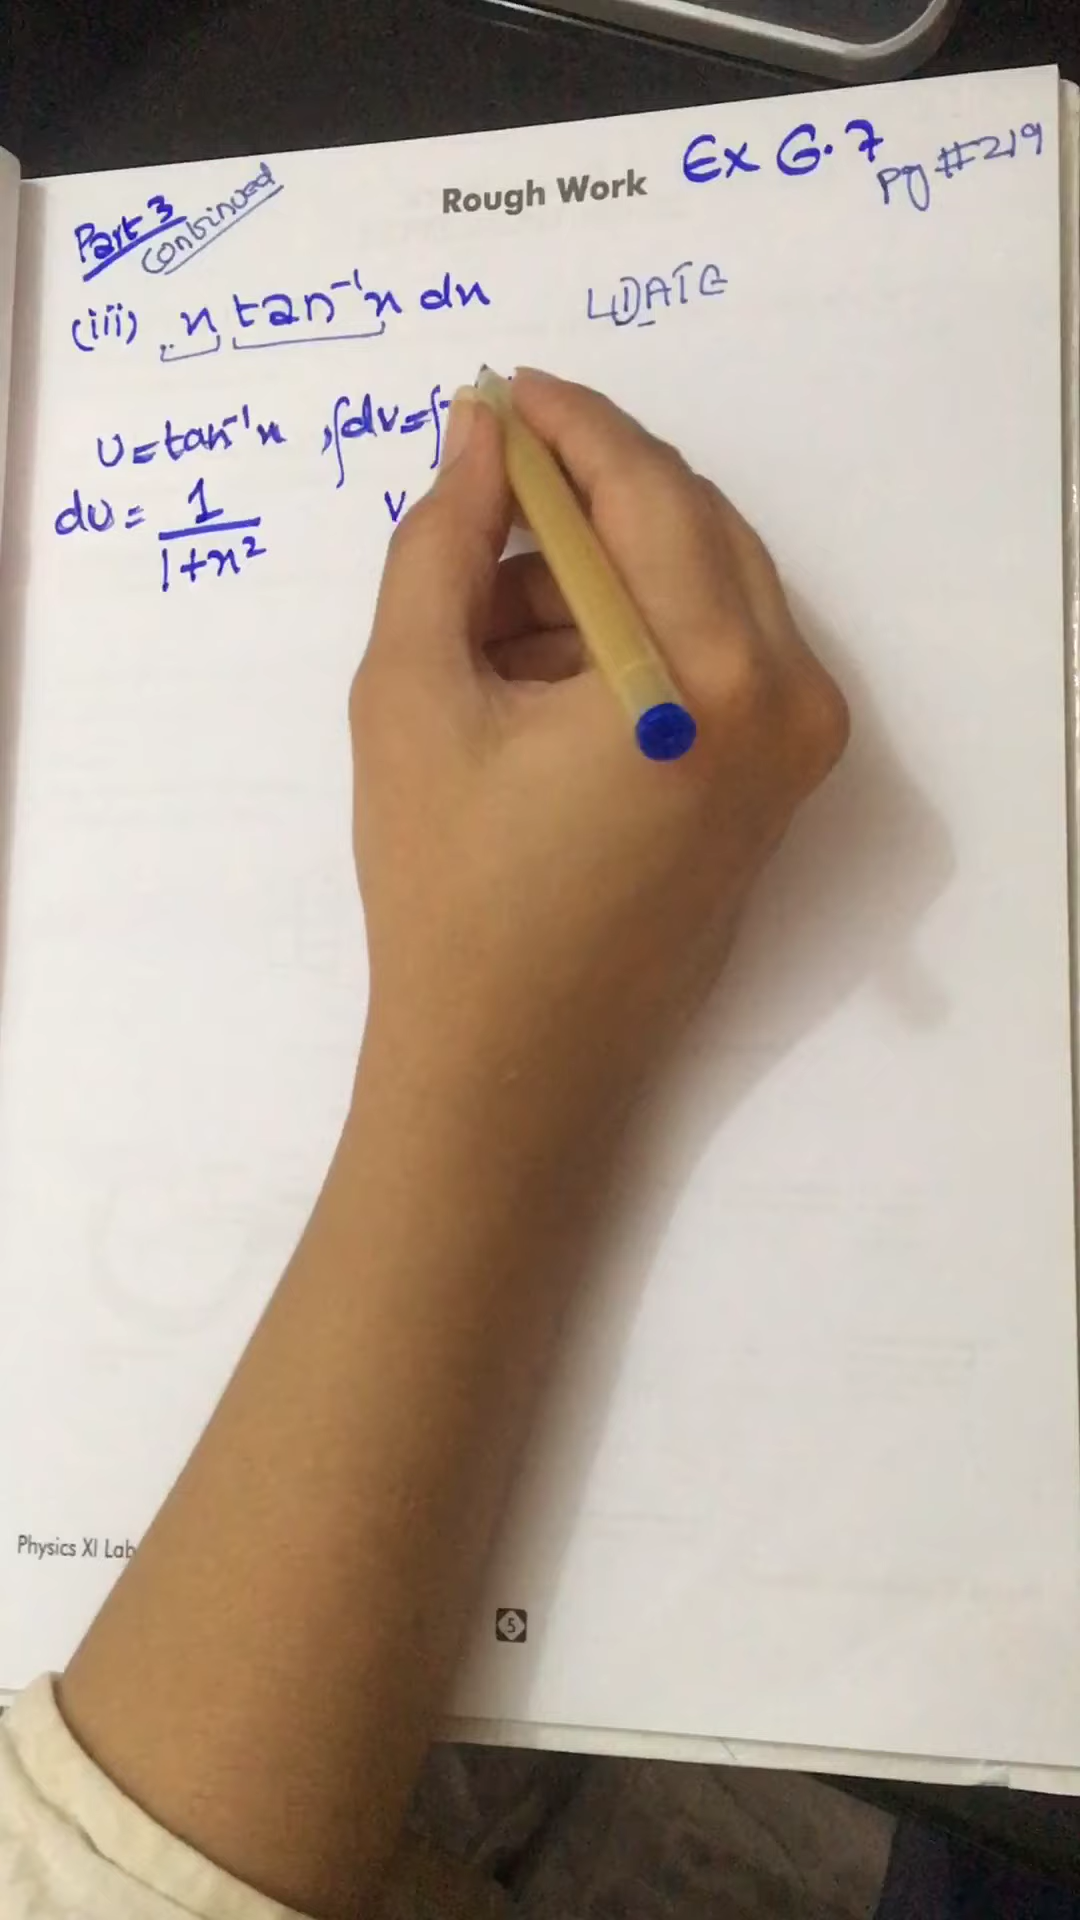 Part 3
continued
Rough Work
Ex 6.7
Pg #219
(iii) x tan⁻¹x dx
LIATE
U = tan⁻¹x , ∫dv = ∫
du = 1/1+x²
v
Physics XI Lab
5